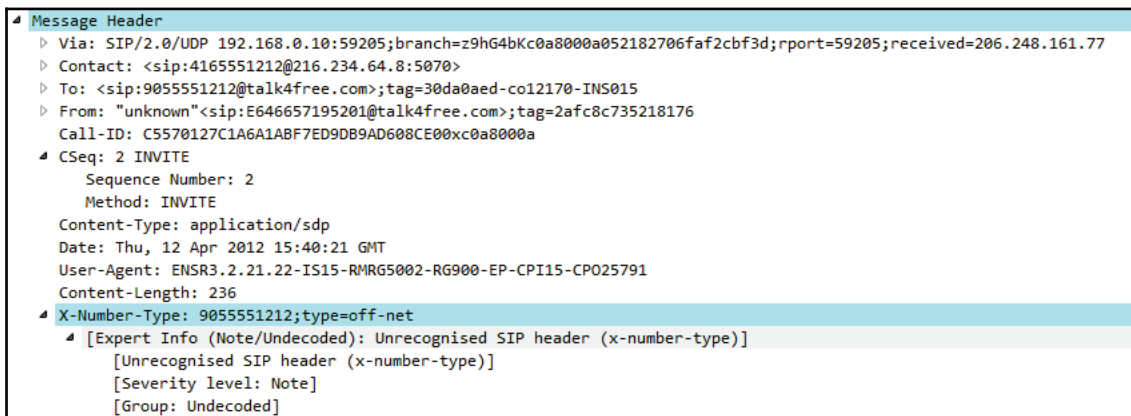 Message Header
Via: SIP/2.0/UDP 192.168.0.10:59205;branch=z9hG4bKc0a8000a052182706faf2cbf3d;rport=59205;received=206.248.161.77
Contact: <sip:4165551212@216.234.64.8:5070>
To: <sip:9055551212@talk4free.com>;tag=30da0aed-co12170-INS015
From: "unknown"<sip:E646657195201@talk4free.com>;tag=2afc8c735218176
Call-ID: C5570127C1A6A1ABF7ED9DB9AD608CE00xc0a8000a
CSeq: 2 INVITE
Sequence Number: 2
Method: INVITE
Content-Type: application/sdp
Date: Thu, 12 Apr 2012 15:40:21 GMT
User-Agent: ENSR3.2.21.22-IS15-RMRG5002-RG900-EP-CPI15-CPO25791
Content-Length: 236
X-Number-Type: 9055551212;type=off-net
[Expert Info (Note/Undecoded): Unrecognised SIP header (x-number-type)]
[Unrecognised SIP header (x-number-type)]
[Severity level: Note]
[Group: Undecoded]